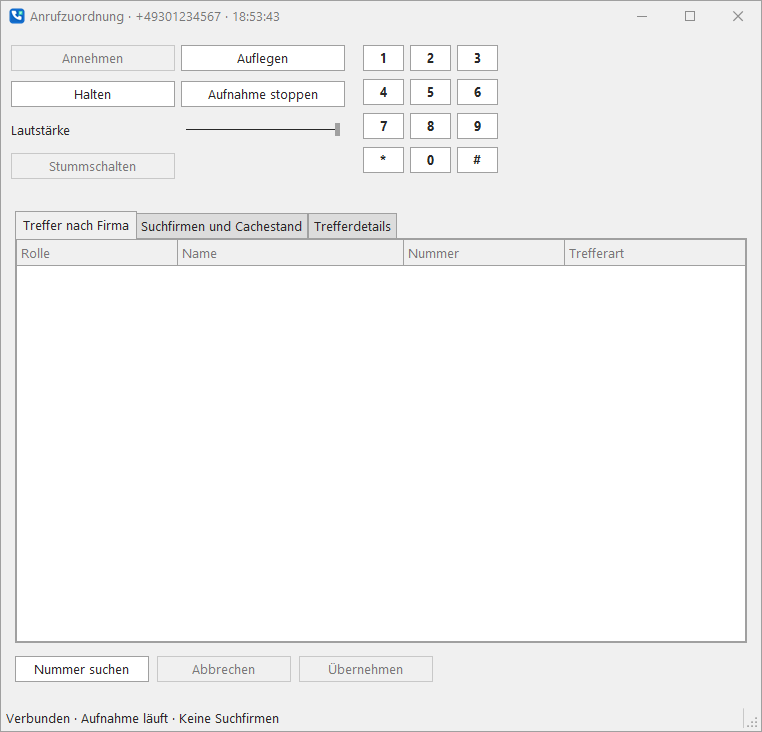 Anrufzuordnung · +49301234567 · 18:53:43
Annehmen Auflegen 1 2 3
Halten Aufnahme stoppen 4 5 6
Lautstärke 7 8 9
Stummschalten * 0 #
Treffer nach Firma Suchfirmen und Cachestand Trefferdetails
Rolle Name Nummer Trefferart
Nummer suchen Abbrechen Übernehmen
Verbunden · Aufnahme läuft · Keine Suchfirmen